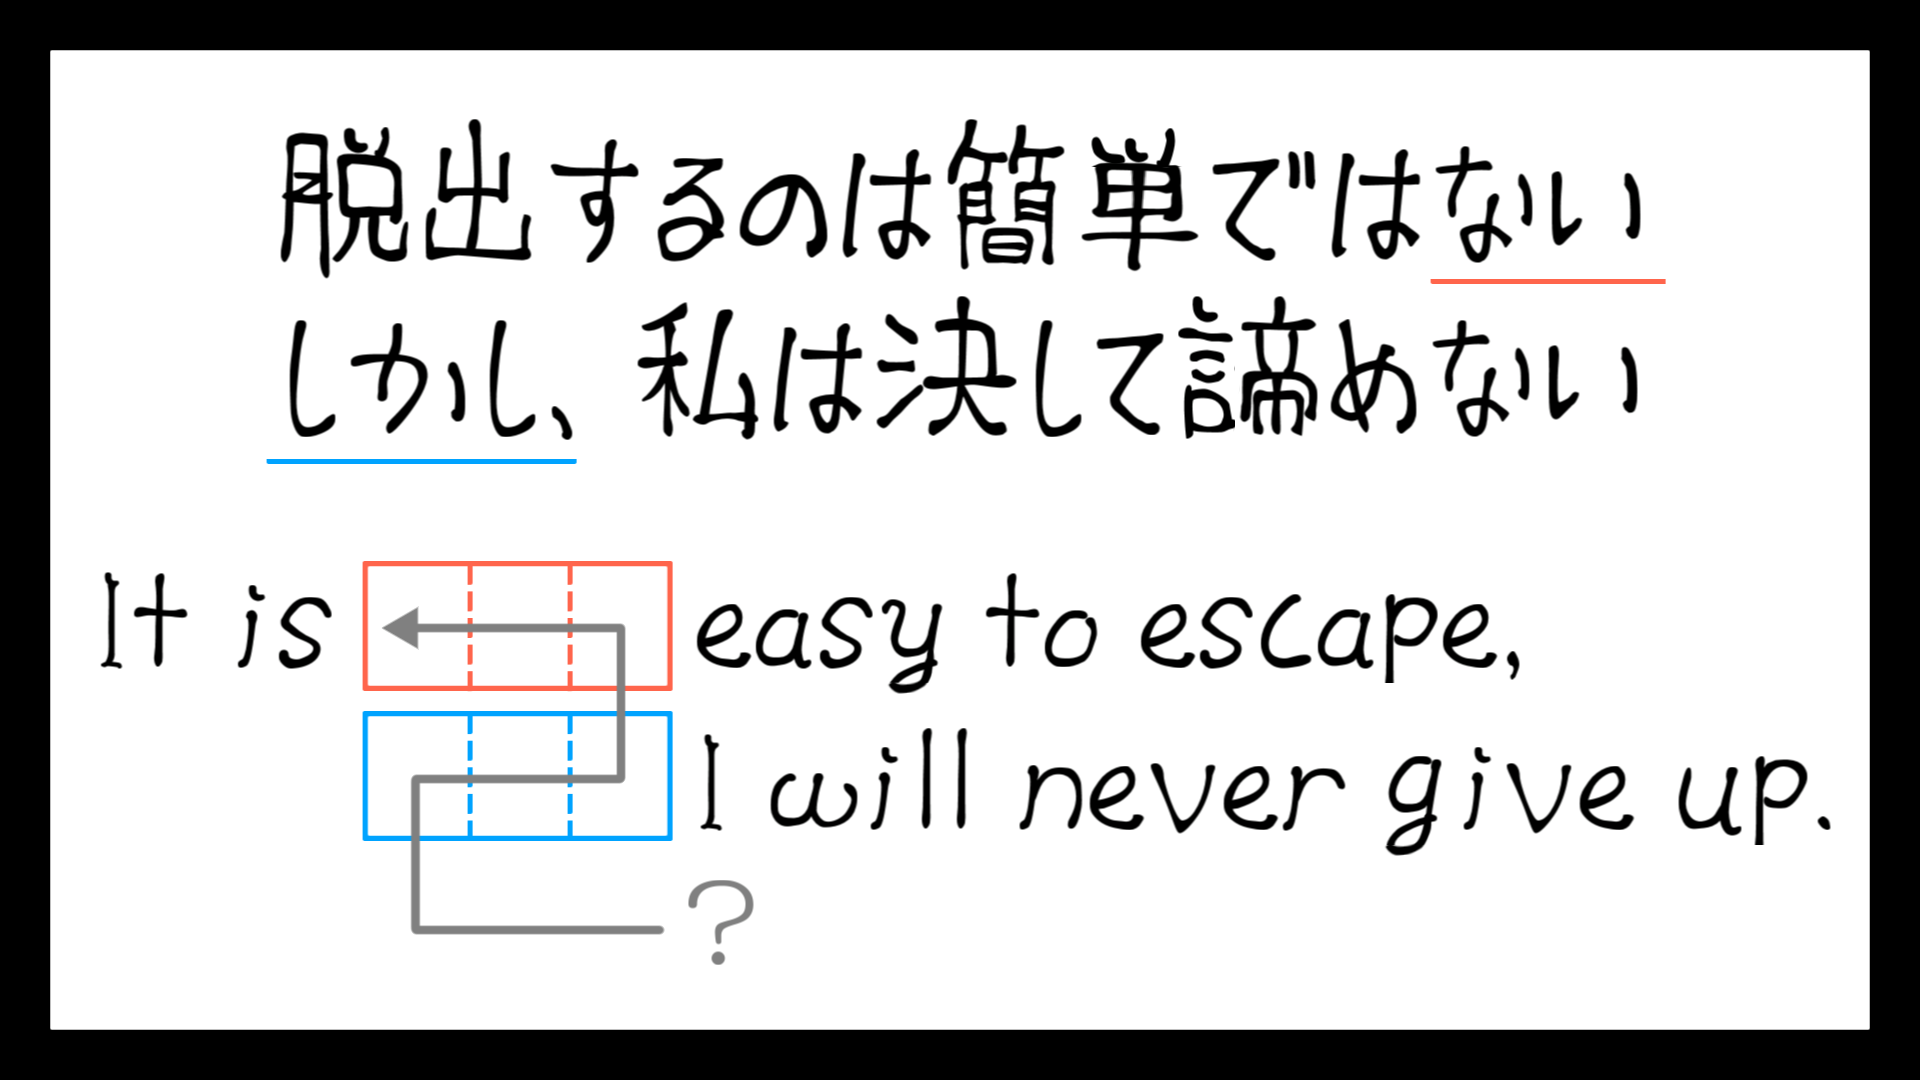 脱出するのは簡単ではない
しかし、私は決して諦めない
It is easy to escape,
I will never give up.
?